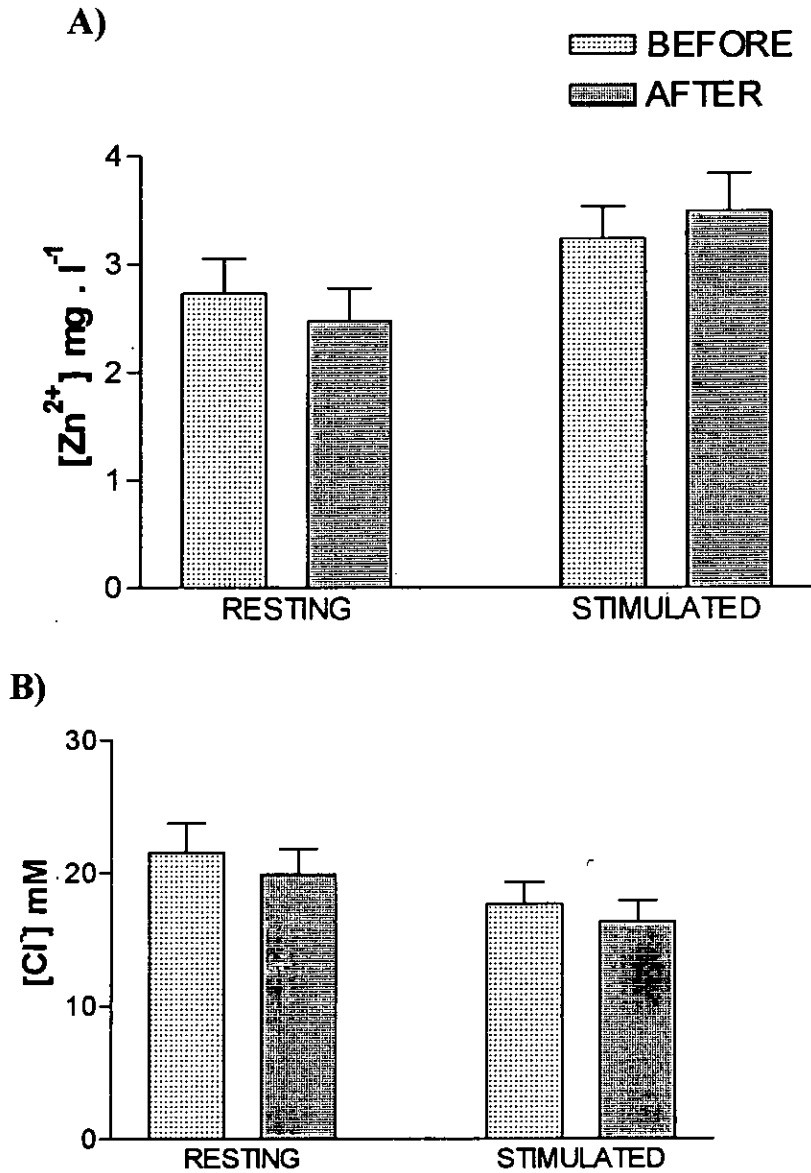 A)
BEFORE
AFTER
[Zn²⁺] mg . l⁻¹
4
3
2
1
0
RESTING STIMULATED
B)
[Cl⁻] mM
30
20
10
0
RESTING STIMULATED